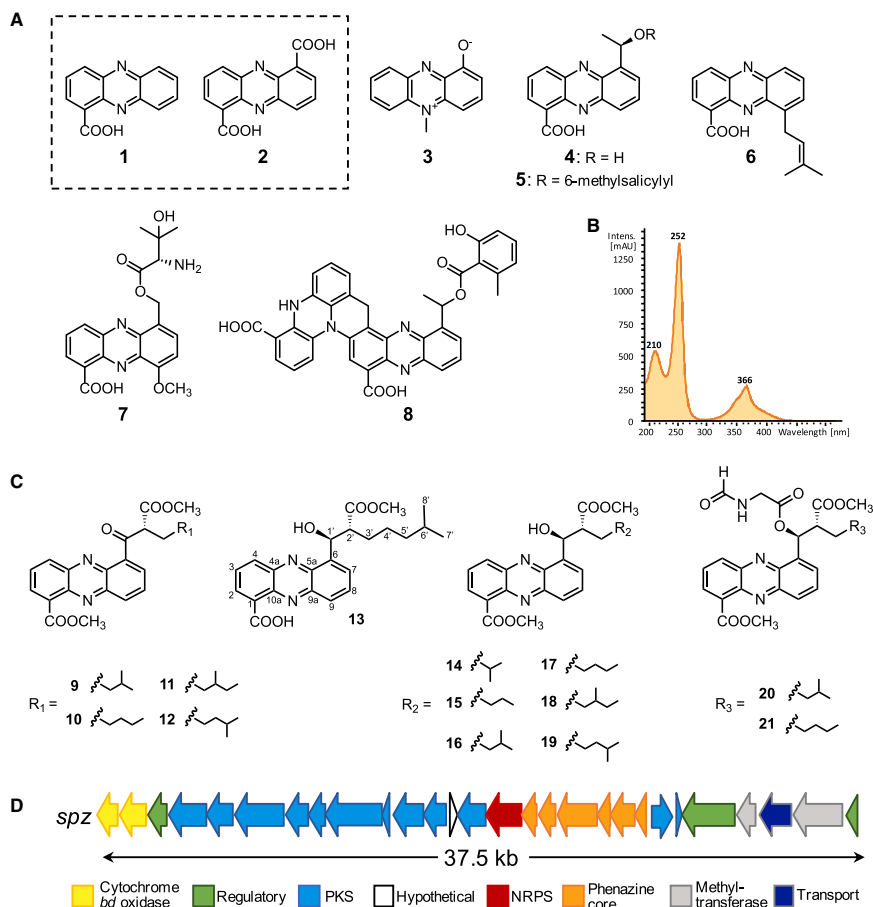 A
COOH
N
N
COOH
1
N
N
COOH
2
O-
N
N+
CH3
3
OR
N
N
COOH
4: R = H
5: R = 6-methylsalicylyl
N
N
COOH
6
OH
O
NH2
O
N
N
COOH
OCH3
7
HO
O
O
HN
HOOC
N
N
N
COOH
8
B
Intens.
[mAU]
1250
1000
750
500
250
0
252
210
366
200 250 300 350 400 Wavelength [nm]
C
COOCH3
O
R1
N
N
COOCH3
COOCH3
HO
1'
2'
3'
4'
5'
6'
7'
8'
4
3
2
1
N
N
4a
5a
6
7
8
9
9a
10a
COOH
13
COOCH3
HO
R2
N
N
COOCH3
H
O
N
H
O
O
COOCH3
R3
N
N
COOCH3
R1 =
9
11
10
12
R2 =
14
17
15
18
16
19
R3 =
20
21
D
spz
37.5 kb
Cytochrome
bd oxidase
Regulatory
PKS
Hypothetical
NRPS
Phenazine
core
Methyl-
transferase
Transport